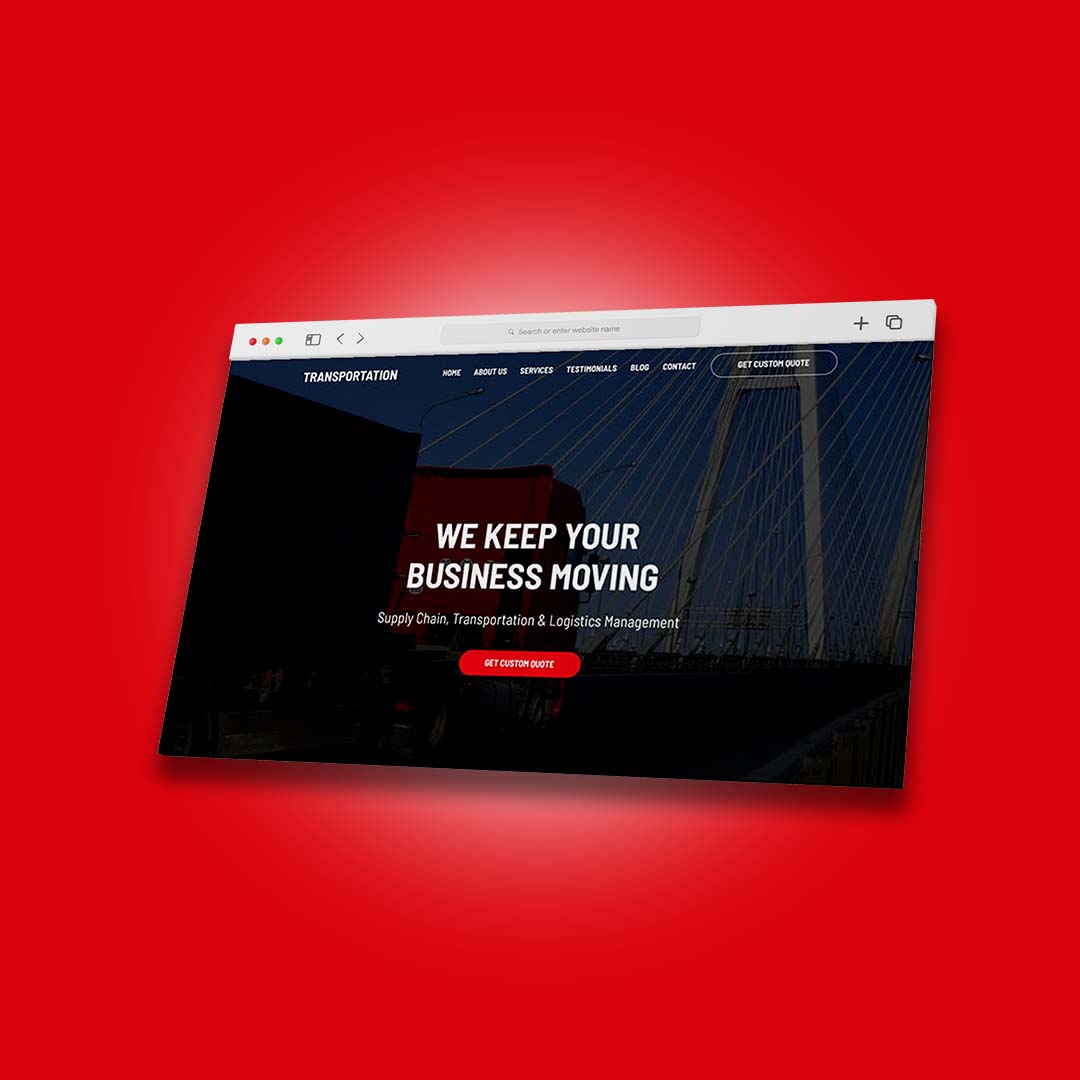 Search or enter website name
TRANSPORTATION
HOME ABOUT US SERVICES TESTIMONIALS BLOG CONTACT GET CUSTOM QUOTE
WE KEEP YOUR
BUSINESS MOVING
Supply Chain, Transportation & Logistics Management
GET CUSTOM QUOTE